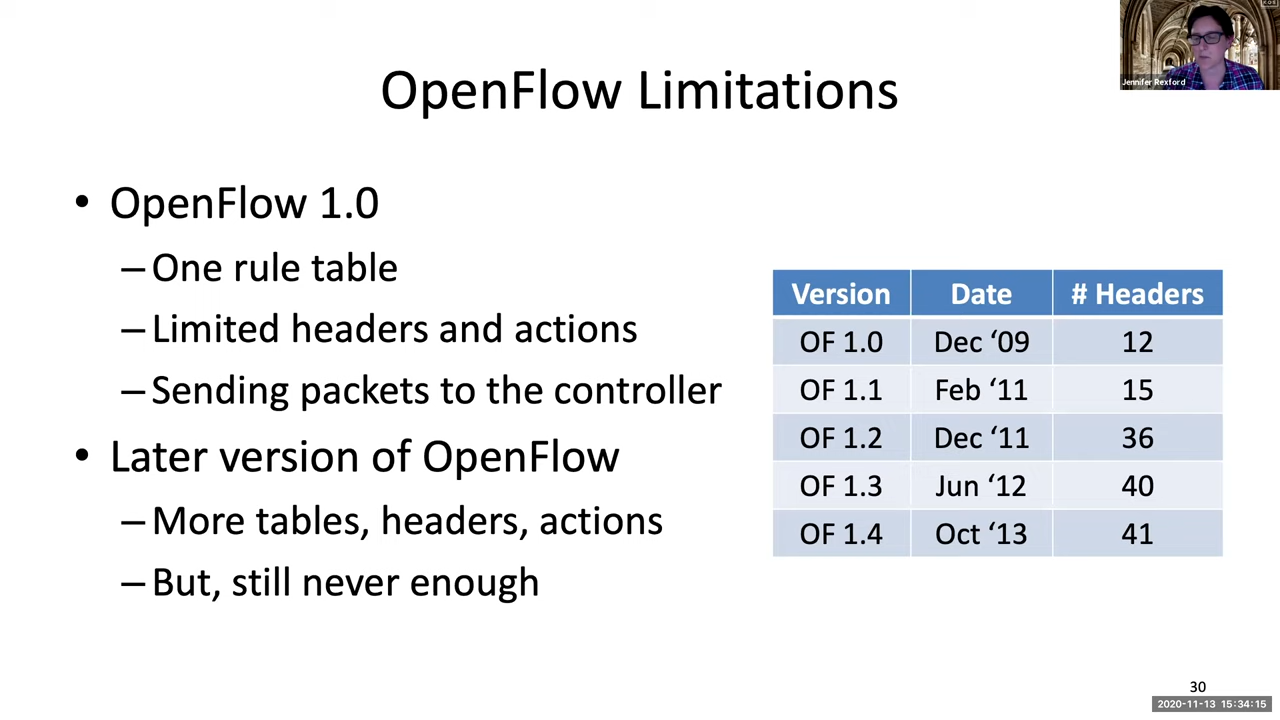 OpenFlow Limitations
Jennifer Rexford
• OpenFlow 1.0
–One rule table
–Limited headers and actions
–Sending packets to the controller
• Later version of OpenFlow
–More tables, headers, actions
–But, still never enough
Version Date # Headers
OF 1.0 Dec ‘09 12
OF 1.1 Feb ‘11 15
OF 1.2 Dec ‘11 36
OF 1.3 Jun ‘12 40
OF 1.4 Oct ‘13 41
30
2020-11-13 15:34:15